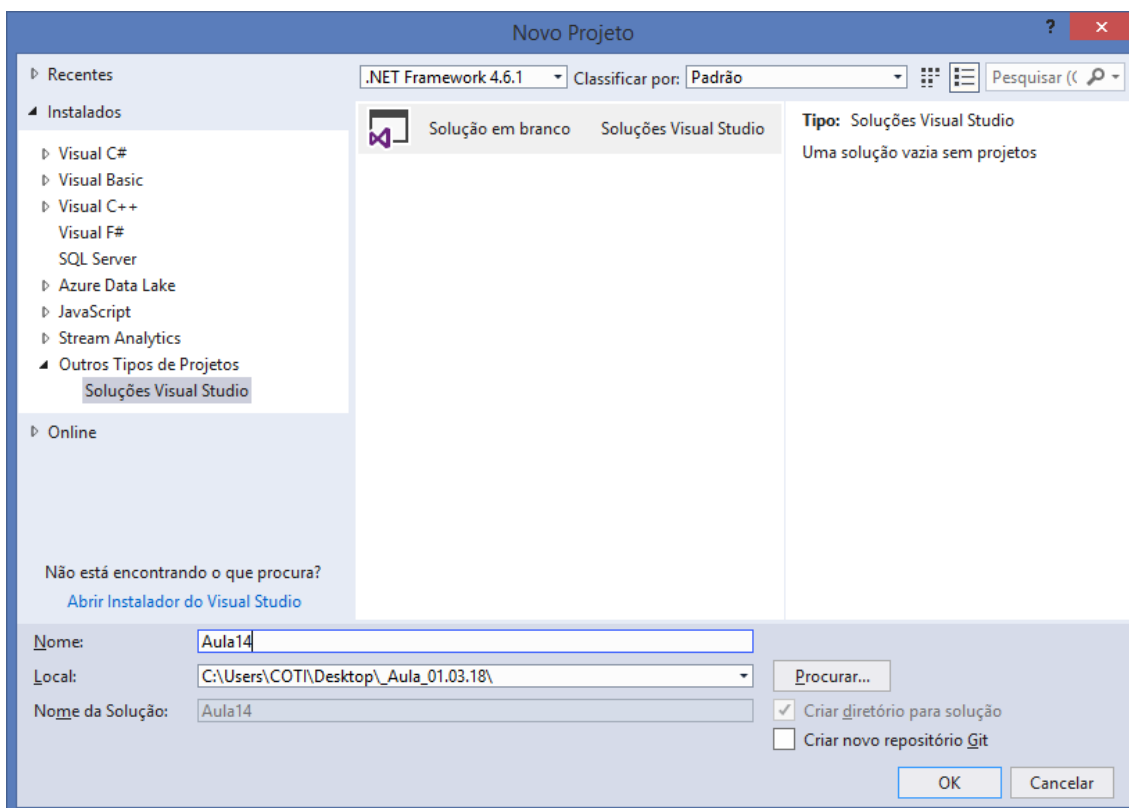 Novo Projeto
?
Recentes
Instalados
Visual C#
Visual Basic
Visual C++
Visual F#
SQL Server
Azure Data Lake
JavaScript
Stream Analytics
Outros Tipos de Projetos
Soluções Visual Studio
Online
Não está encontrando o que procura?
Abrir Instalador do Visual Studio
.NET Framework 4.6.1 Classificar por: Padrão
Pesquisar ((
Solução em branco Soluções Visual Studio
Tipo: Soluções Visual Studio
Uma solução vazia sem projetos
Nome: Aula14
Local: C:\Users\COTI\Desktop\_Aula_01.03.18\ Procurar...
Nome da Solução: Aula14
Criar diretório para solução
Criar novo repositório Git
OK Cancelar